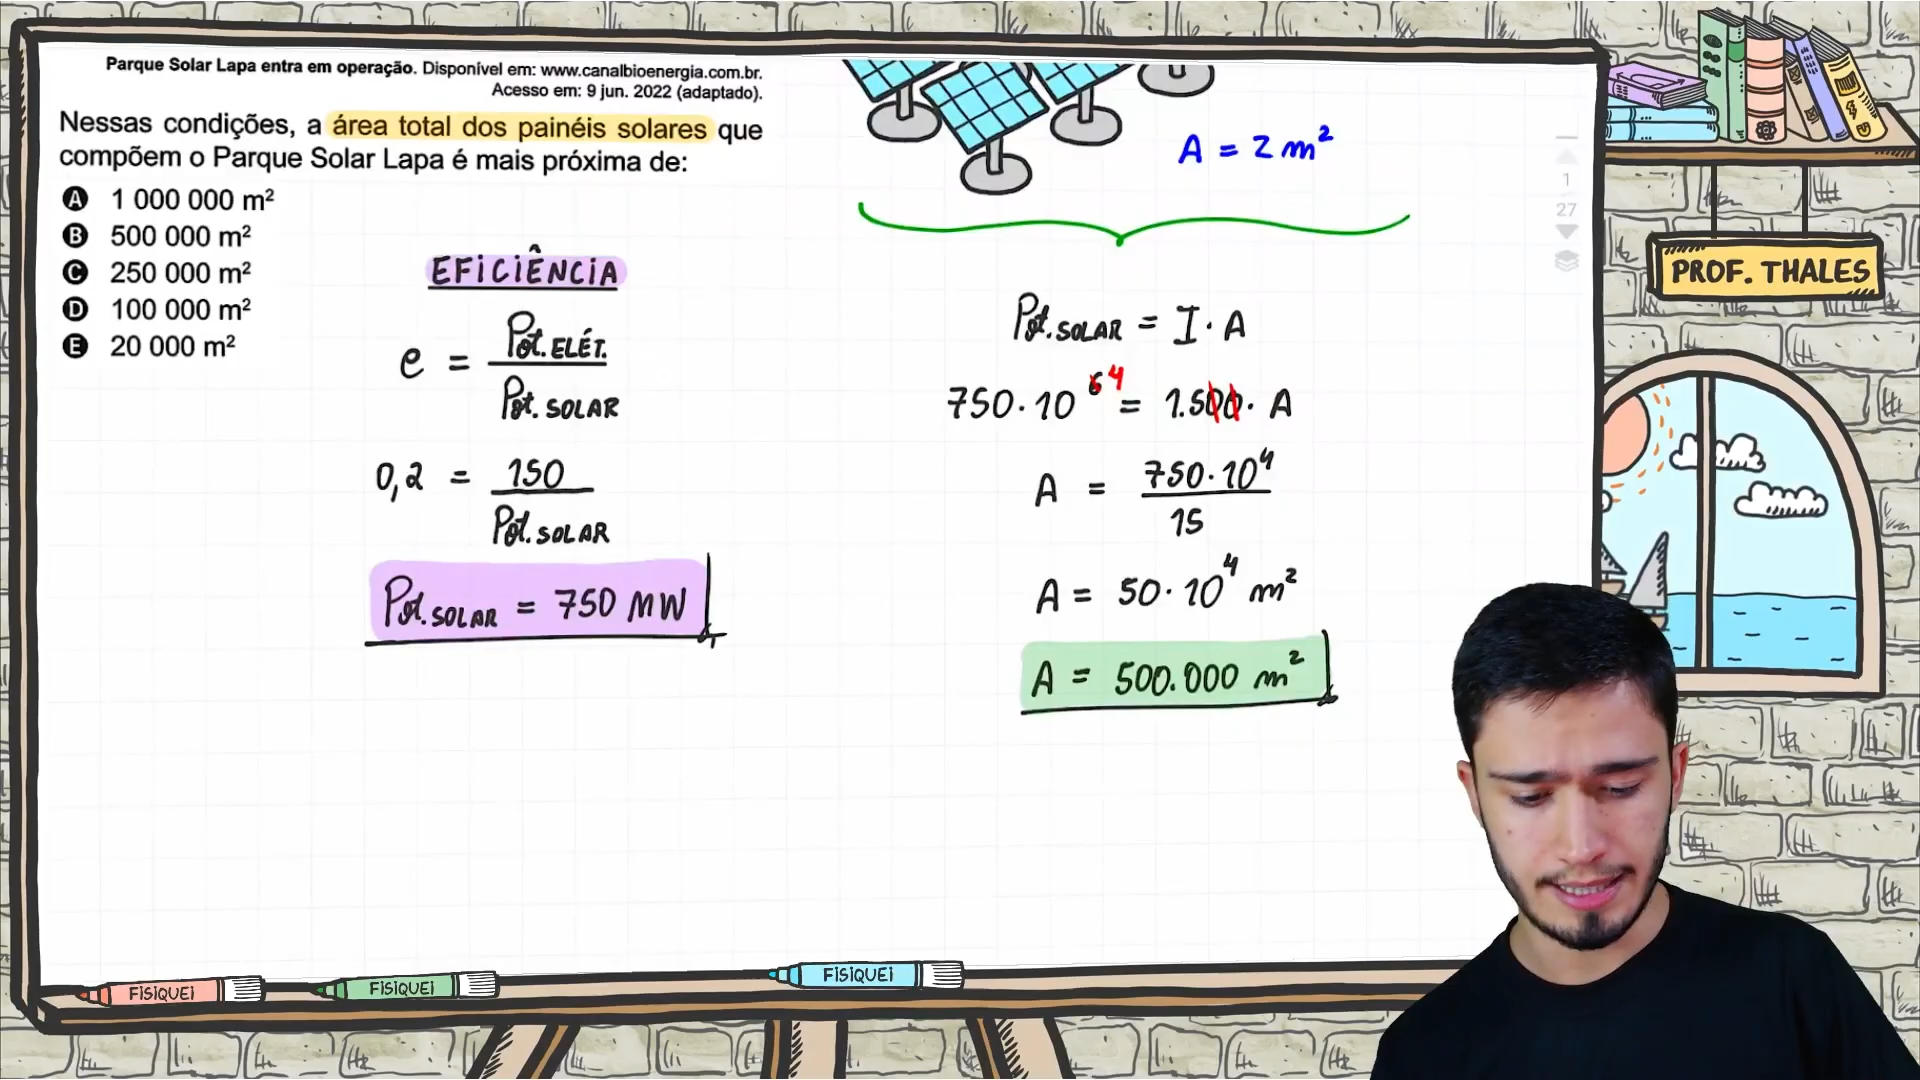 Parque Solar Lapa entra em operação. Disponível em: www.canalbioenergia.com.br.
Acesso em: 9 jun. 2022 (adaptado).
Nessas condições, a área total dos painéis solares que
compõem o Parque Solar Lapa é mais próxima de:
A 1 000 000 m²
B 500 000 m²
C 250 000 m²
D 100 000 m²
E 20 000 m²
EFICIÊNCIA
e = Pot.ELÉT. / Pot.SOLAR
0,2 = 150 / Pot.SOLAR
Pot.SOLAR = 750 MW
A = 2 m²
Pot.SOLAR = I · A
750·10⁶ ⁴ = 1.500 · A
A = 750·10⁴ / 15
A = 50·10⁴ m²
A = 500.000 m²
1
27
PROF. THALES
FISIQUEI
FISIQUEI
FISIQUEI